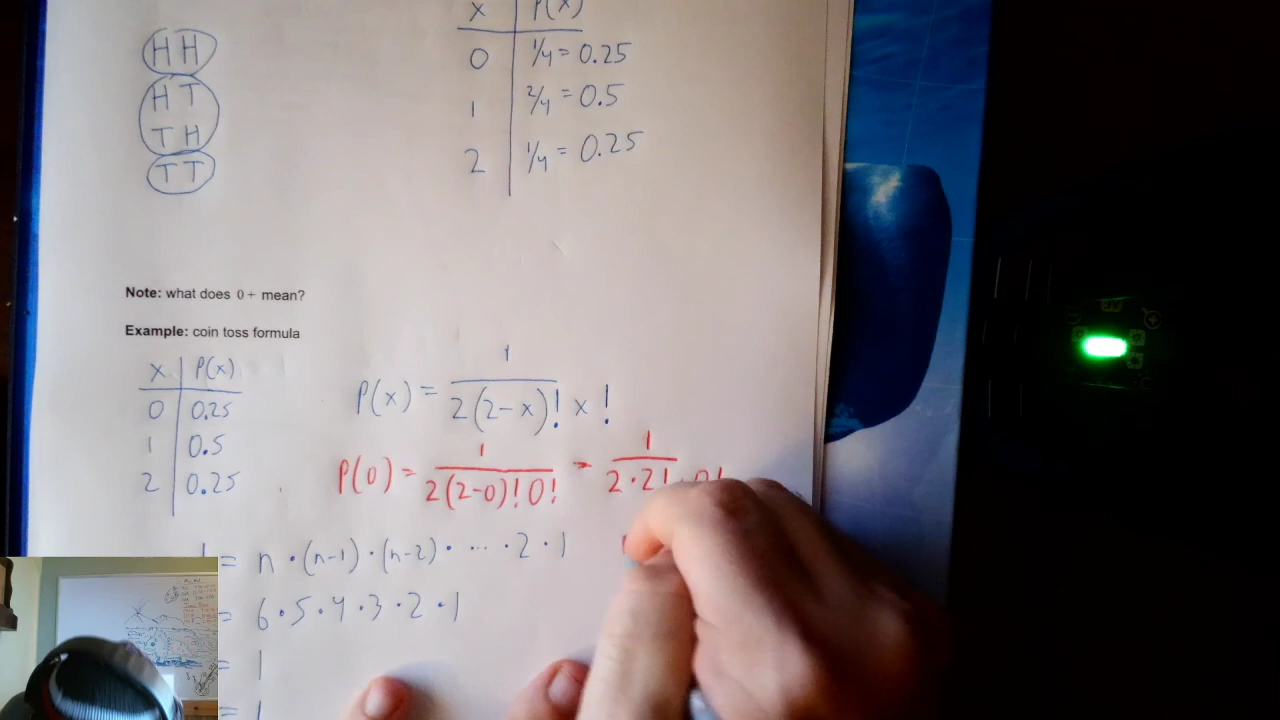 x P(x)
HH
0 1/4 = 0.25
HT
1 2/4 = 0.5
TH
2 1/4 = 0.25
TT
Note: what does 0+ mean?
Example: coin toss formula
x P(x)
0 0.25
1 0.5
2 0.25
P(x) = 1 / 2(2-x)! x!
P(0) = 1 / 2(2-0)! 0! = 1 / 2·2!·0!
! = n·(n-1)·(n-2)· ... ·2·1
= 6·5·4·3·2·1
= 1
= 1